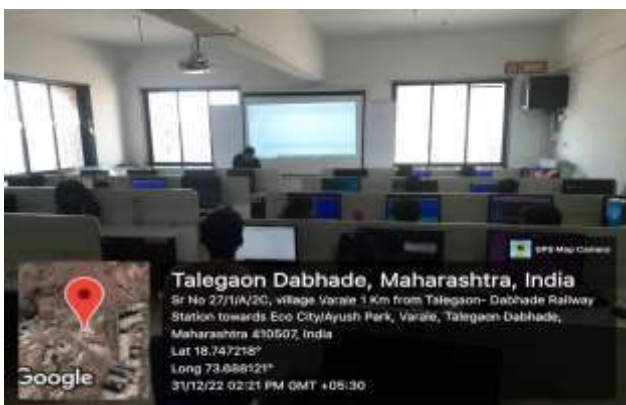 GPS Map Camera
Talegaon Dabhade, Maharashtra, India
Sr No 27/1/A/2C, village Varale 1 Km from Talegaon- Dabhade Railway
Station towards Eco City/Ayush Park, Varale, Talegaon Dabhade,
Maharashtra 410507, India
Lat 18.747218°
Long 73.688121°
31/12/22 02:21 PM GMT +05:30
Google